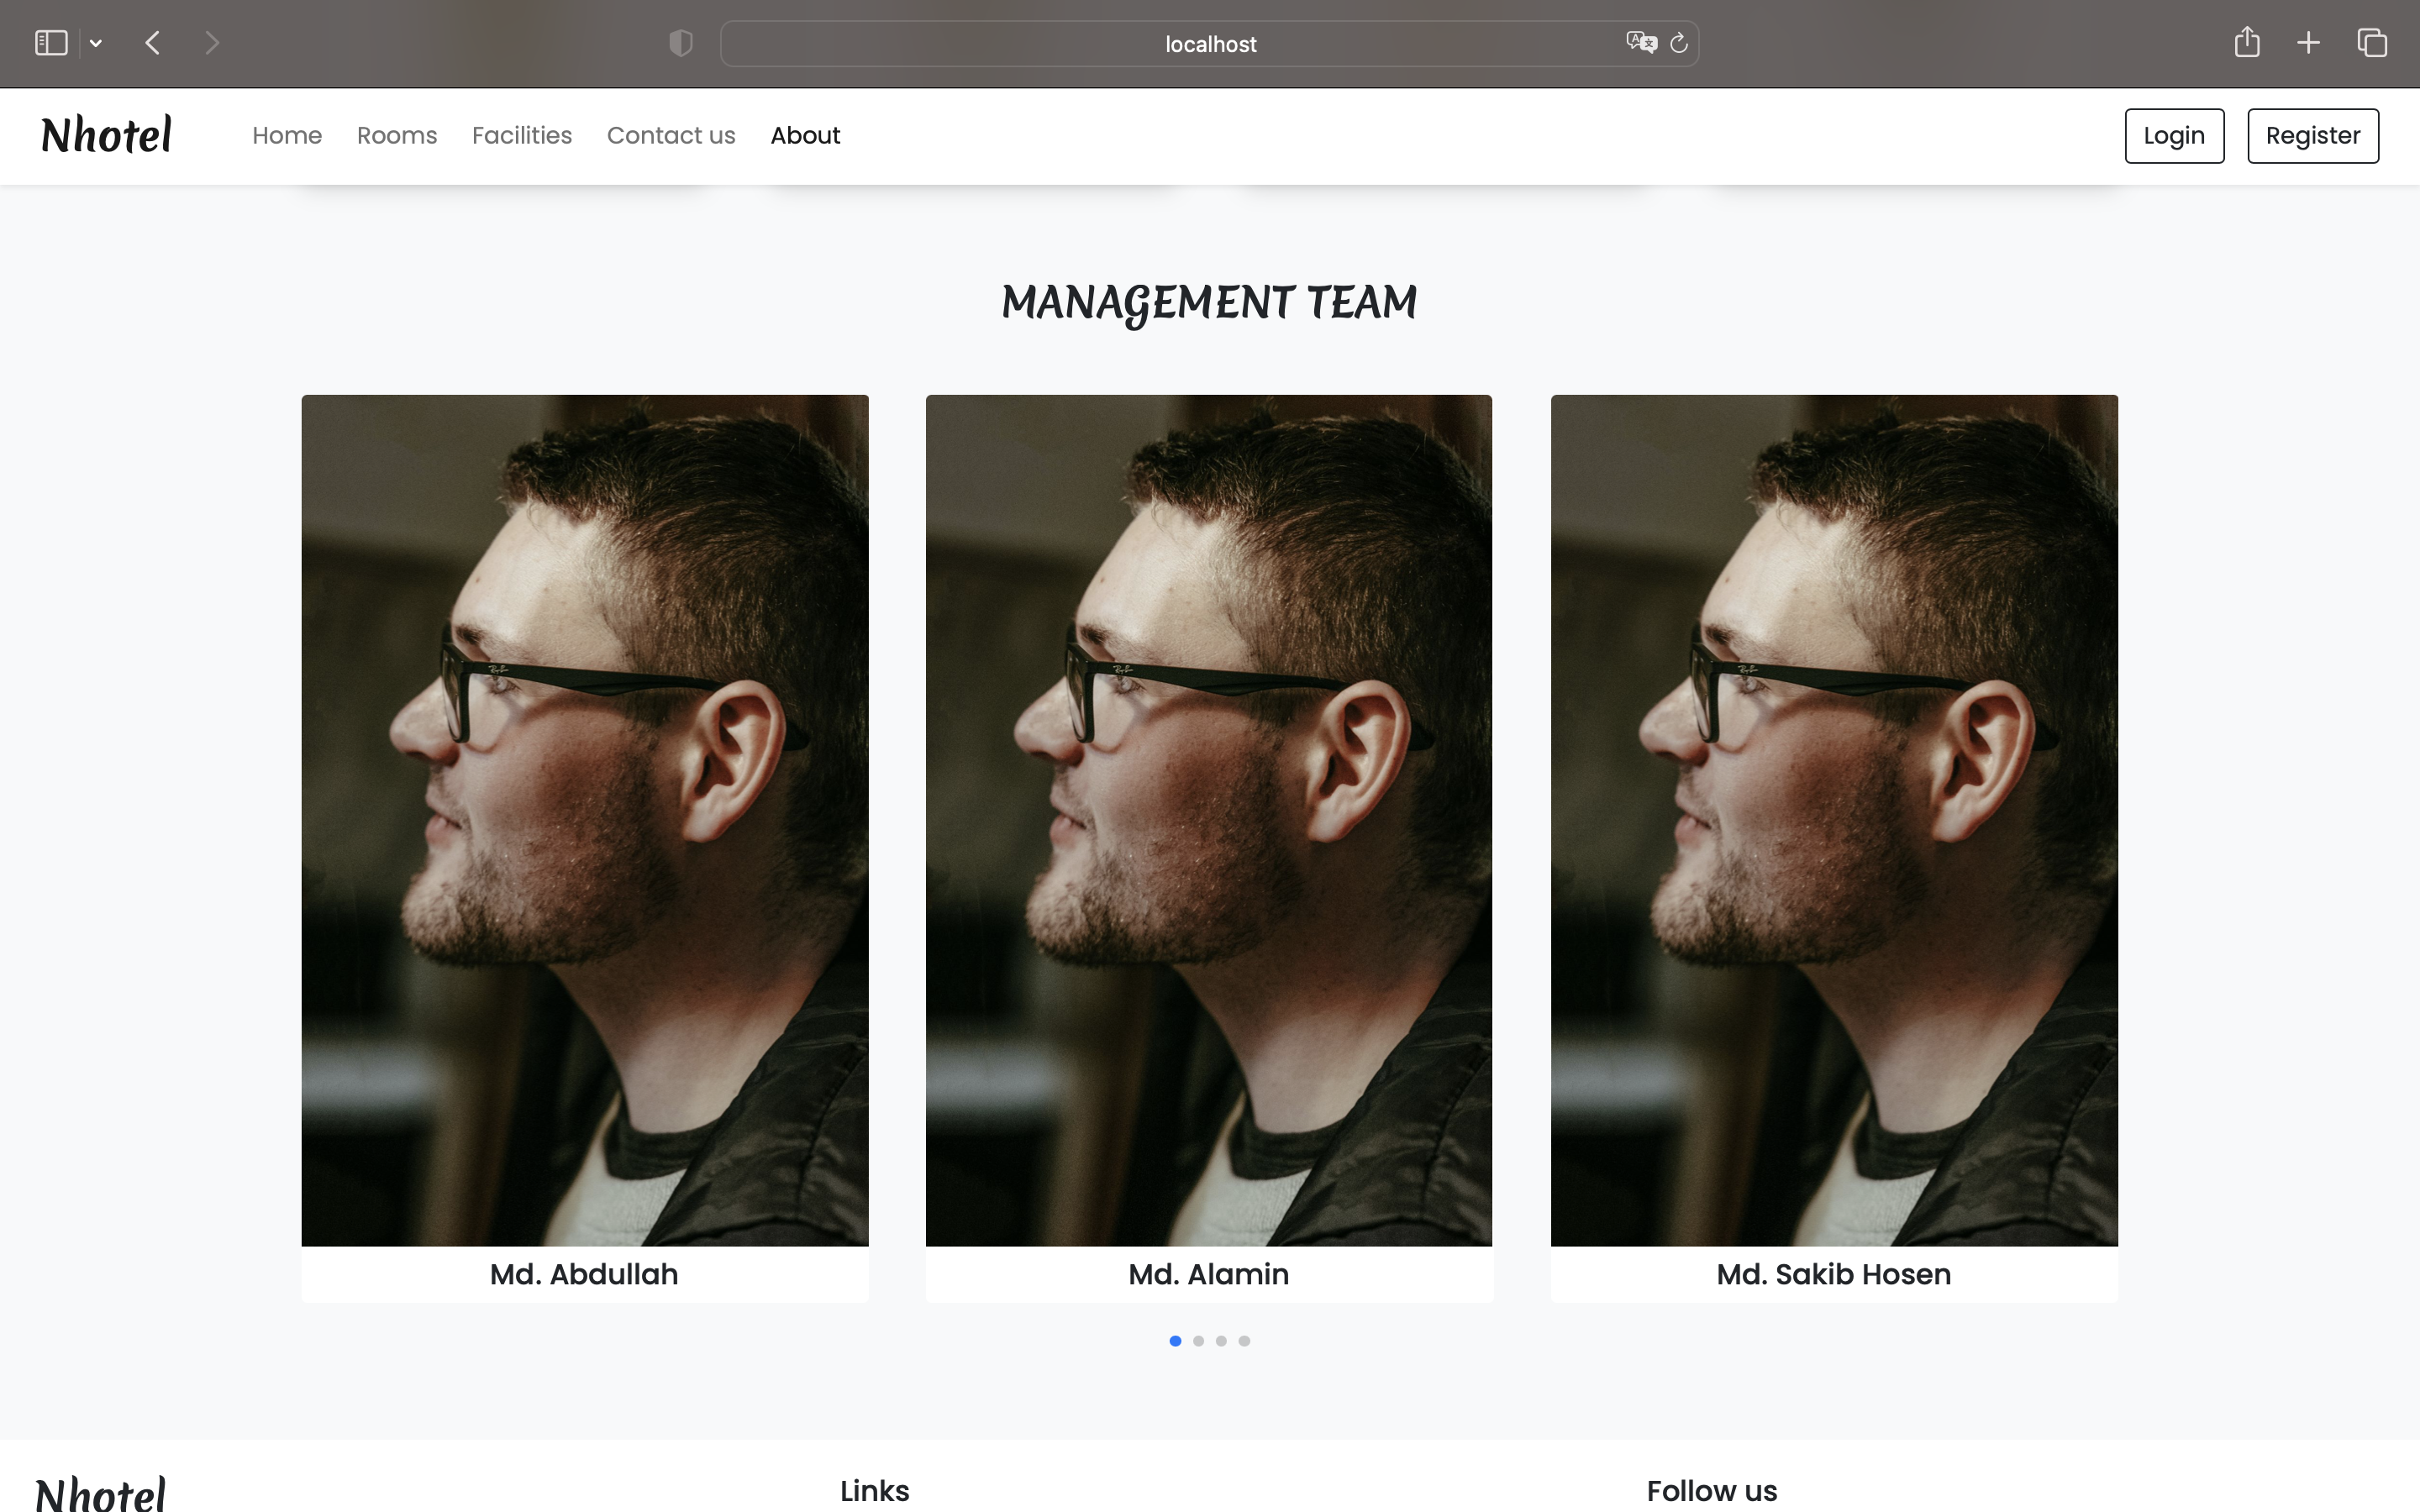 localhost
Nhotel
Home Rooms Facilities Contact us About
Login Register
MANAGEMENT TEAM
Md. Abdullah
Md. Alamin
Md. Sakib Hosen
Nhotel
Links
Follow us